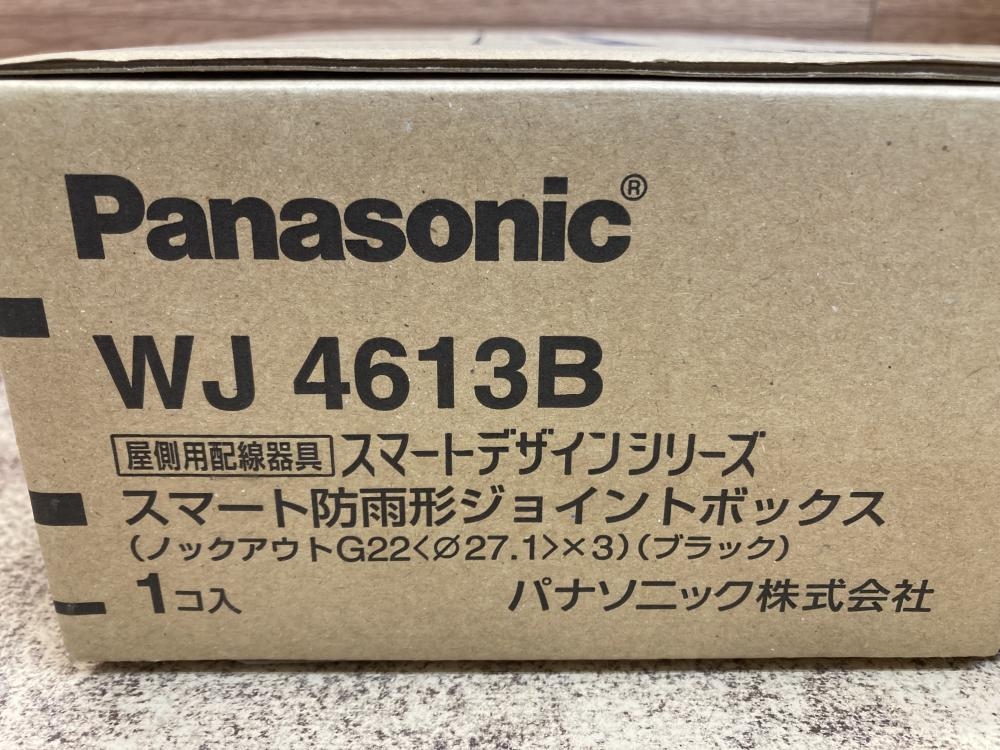 Panasonic®
WJ 4613B
屋側用配線器具 スマートデザインシリーズ
スマート防雨形ジョイントボックス
(ノックアウトG22<Ø27.1>×3)(ブラック)
1コ入 パナソニック株式会社